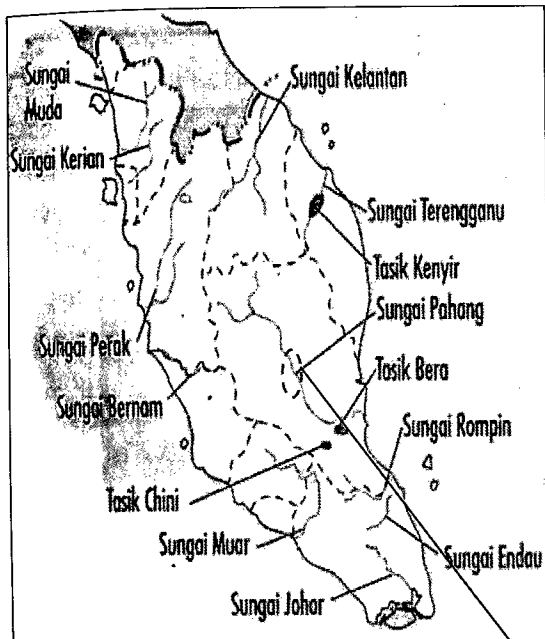 Sungai
Muda
Sungai Kelantan
Sungai Kerian
Sungai Terengganu
Tasik Kenyir
Sungai Pahang
Sungai Perak
Tasik Bera
Sungai Bernam
Sungai Rompin
Tasik Chini
Sungai Muar
Sungai Endau
Sungai Johor